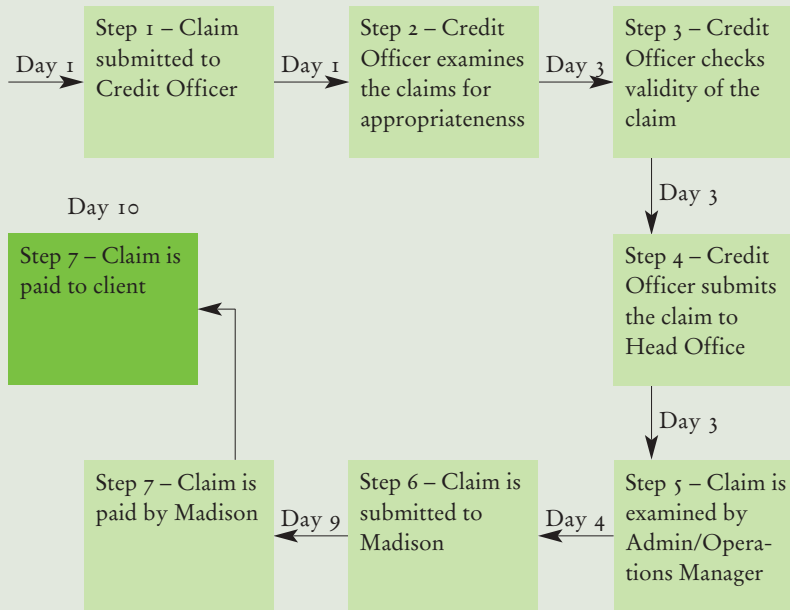 Day 1
Step 1 – Claim
submitted to
Credit Officer
Day 1
Step 2 – Credit
Officer examines
the claims for
appropriatenenss
Day 3
Step 3 – Credit
Officer checks
validity of the
claim
Day 3
Step 4 – Credit
Officer submits
the claim to
Head Office
Day 3
Step 5 – Claim is
examined by
Admin/Opera-
tions Manager
Day 4
Step 6 – Claim is
submitted to
Madison
Day 9
Step 7 – Claim is
paid by Madison
Day 10
Step 7 – Claim is
paid to client